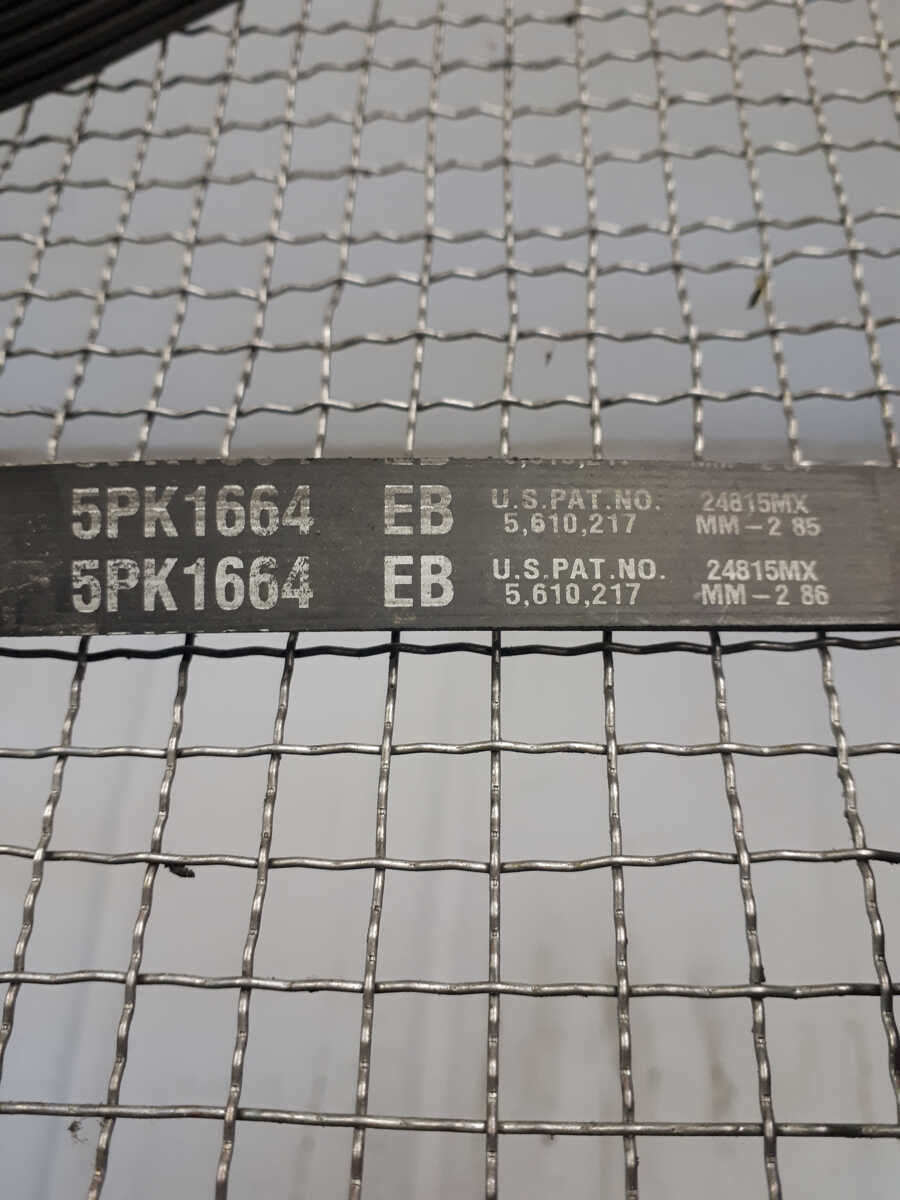 5PK1664 EB U.S.PAT.NO. 24815MX
5,610,217 MM-2 85
5PK1664 EB U.S.PAT.NO. 24815MX
5,610,217 MM-2 86